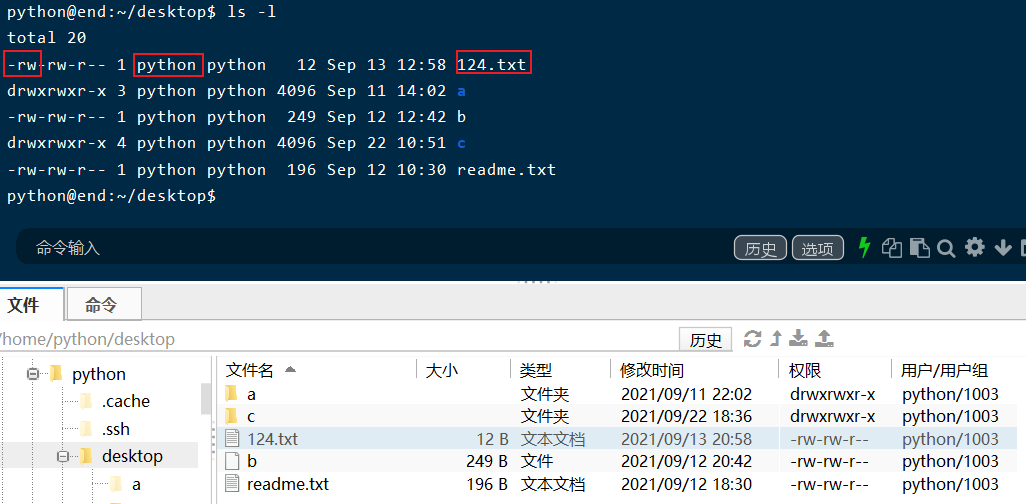 python@end:~/desktop$ ls -l
total 20
-rw-rw-r-- 1 python python   12 Sep 13 12:58 124.txt
drwxrwxr-x 3 python python 4096 Sep 11 14:02 a
-rw-rw-r-- 1 python python  249 Sep 12 12:42 b
drwxrwxr-x 4 python python 4096 Sep 22 10:51 c
-rw-rw-r-- 1 python python  196 Sep 12 10:30 readme.txt
python@end:~/desktop$
命令输入 历史 选项
文件 命令
/home/python/desktop 历史
文件名 大小 类型 修改时间 权限 用户/用户组
python
.cache
.ssh
desktop
a
a 文件夹 2021/09/11 22:02 drwxrwxr-x python/1003
c 文件夹 2021/09/22 18:36 drwxrwxr-x python/1003
124.txt 12 B 文本文档 2021/09/13 20:58 -rw-rw-r-- python/1003
b 249 B 文件 2021/09/12 20:42 -rw-rw-r-- python/1003
readme.txt 196 B 文本文档 2021/09/12 18:30 -rw-rw-r-- python/1003